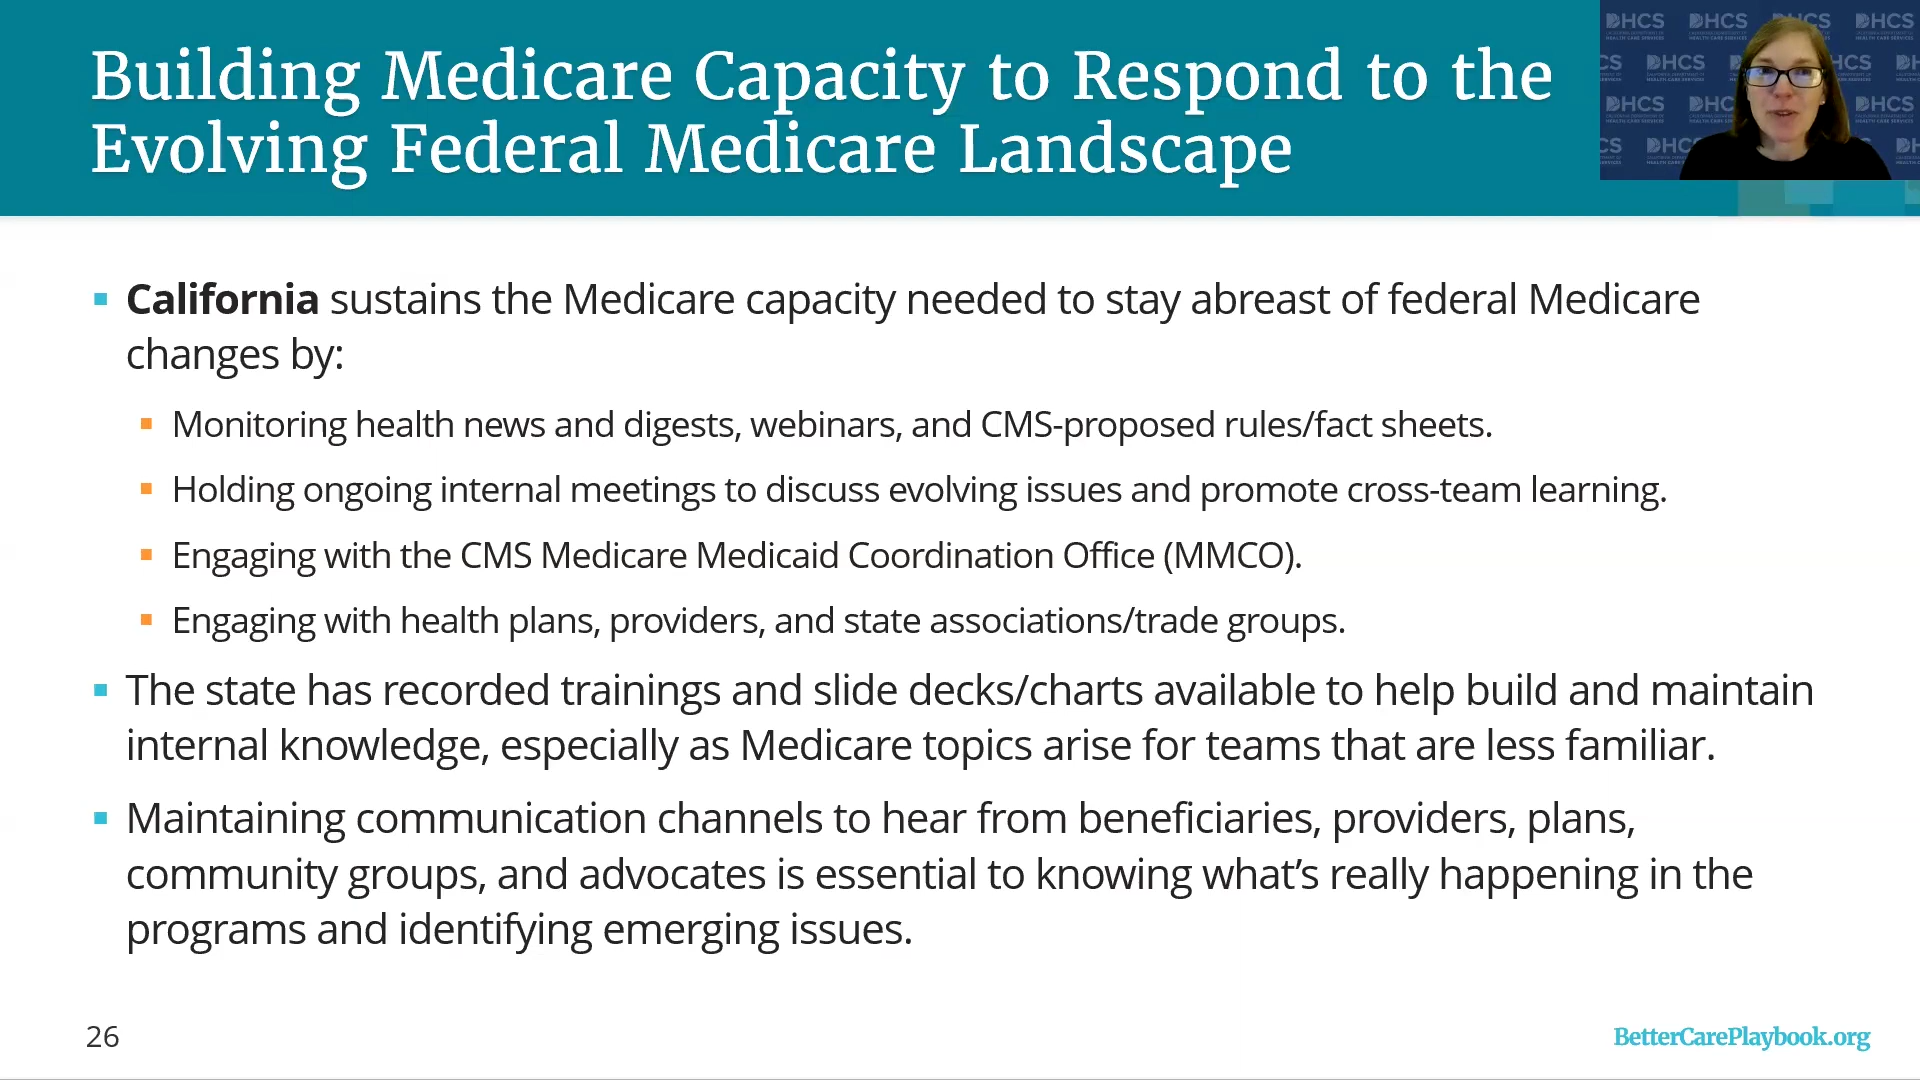 Building Medicare Capacity to Respond to the
Evolving Federal Medicare Landscape
DHCS
HEALTH CARE SERVICES
California sustains the Medicare capacity needed to stay abreast of federal Medicare
changes by:
Monitoring health news and digests, webinars, and CMS-proposed rules/fact sheets.
Holding ongoing internal meetings to discuss evolving issues and promote cross-team learning.
Engaging with the CMS Medicare Medicaid Coordination Office (MMCO).
Engaging with health plans, providers, and state associations/trade groups.
The state has recorded trainings and slide decks/charts available to help build and maintain
internal knowledge, especially as Medicare topics arise for teams that are less familiar.
Maintaining communication channels to hear from beneficiaries, providers, plans,
community groups, and advocates is essential to knowing what's really happening in the
programs and identifying emerging issues.
26
BetterCarePlaybook.org